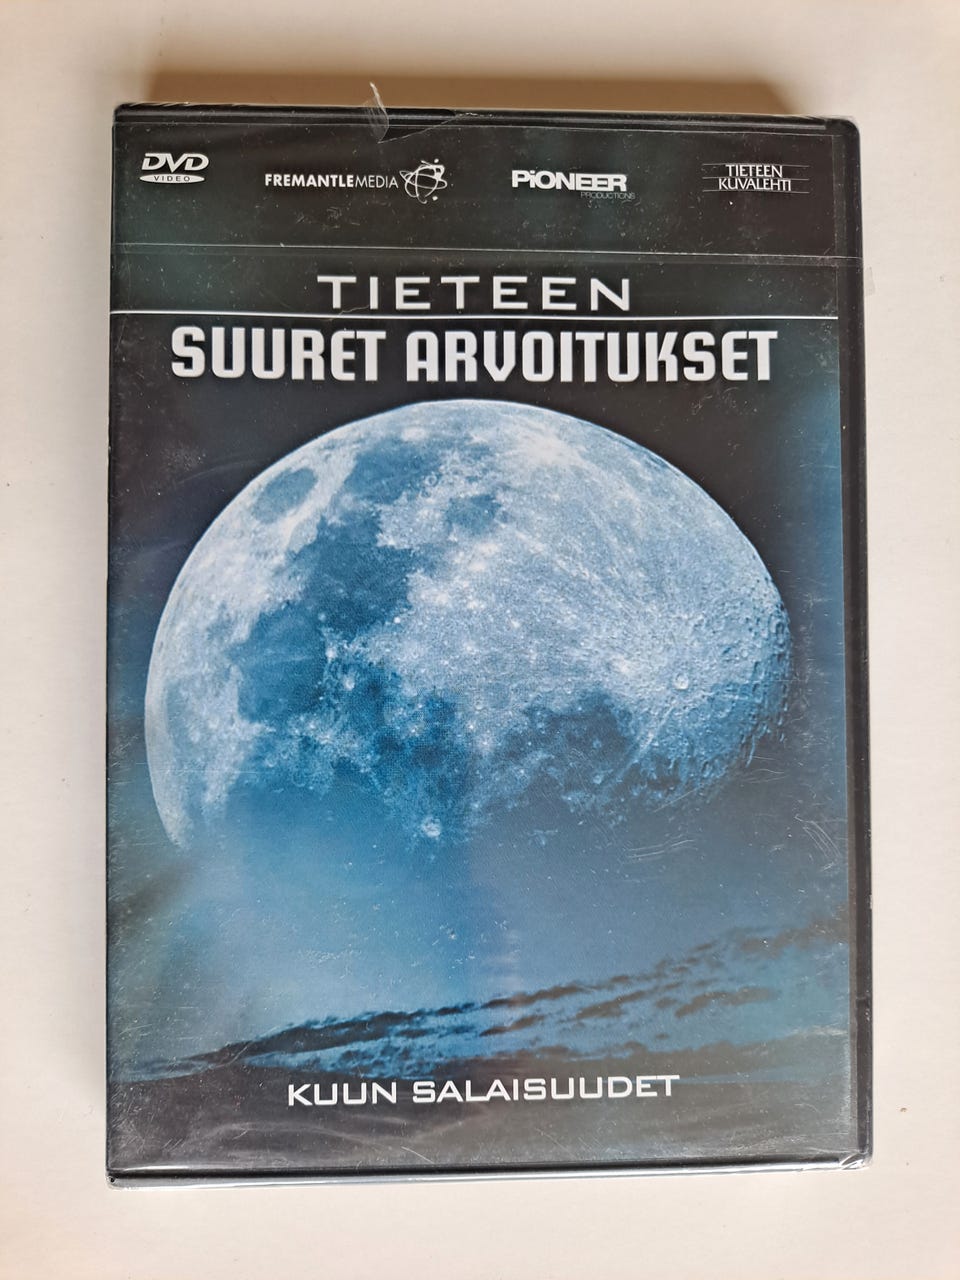 DVD
VIDEO
FREMANTLEMEDIA
PiONEER
PRODUCTIONS
TIETEEN
KUVALEHTI
TIETEEN
SUURET ARVOITUKSET
KUUN SALAISUUDET